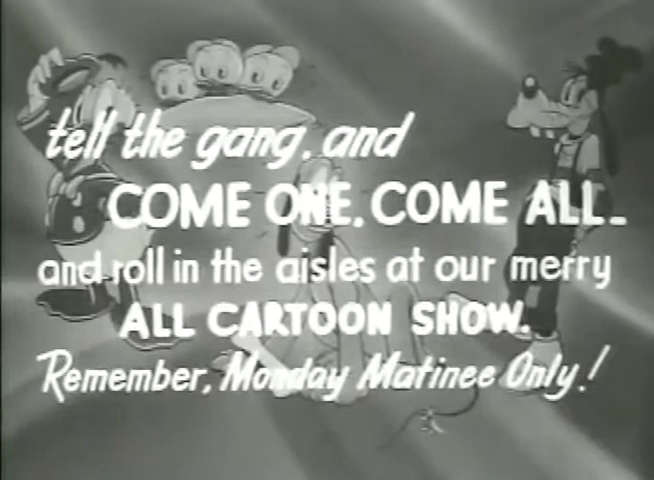 tell the gang, and
COME ONE, COME ALL_
and roll in the aisles at our merry
ALL CARTOON SHOW.
Remember, Monday Matinee Only!